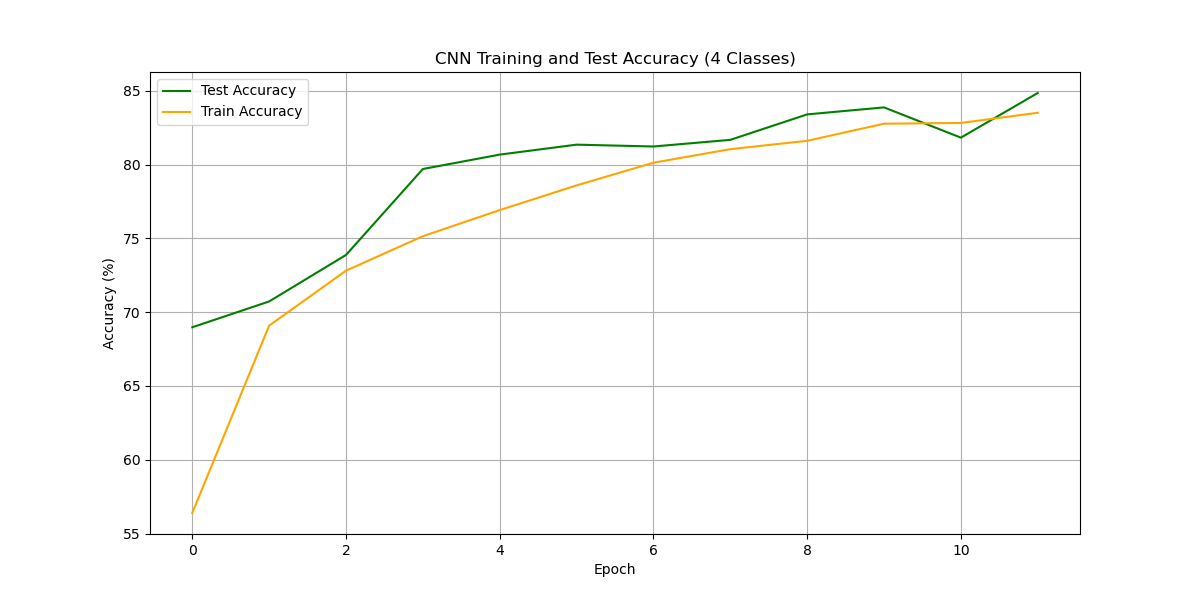 CNN Training and Test Accuracy (4 Classes)
Test Accuracy
Train Accuracy
85
80
75
70
65
60
55
Accuracy (%)
0 2 4 6 8 10
Epoch